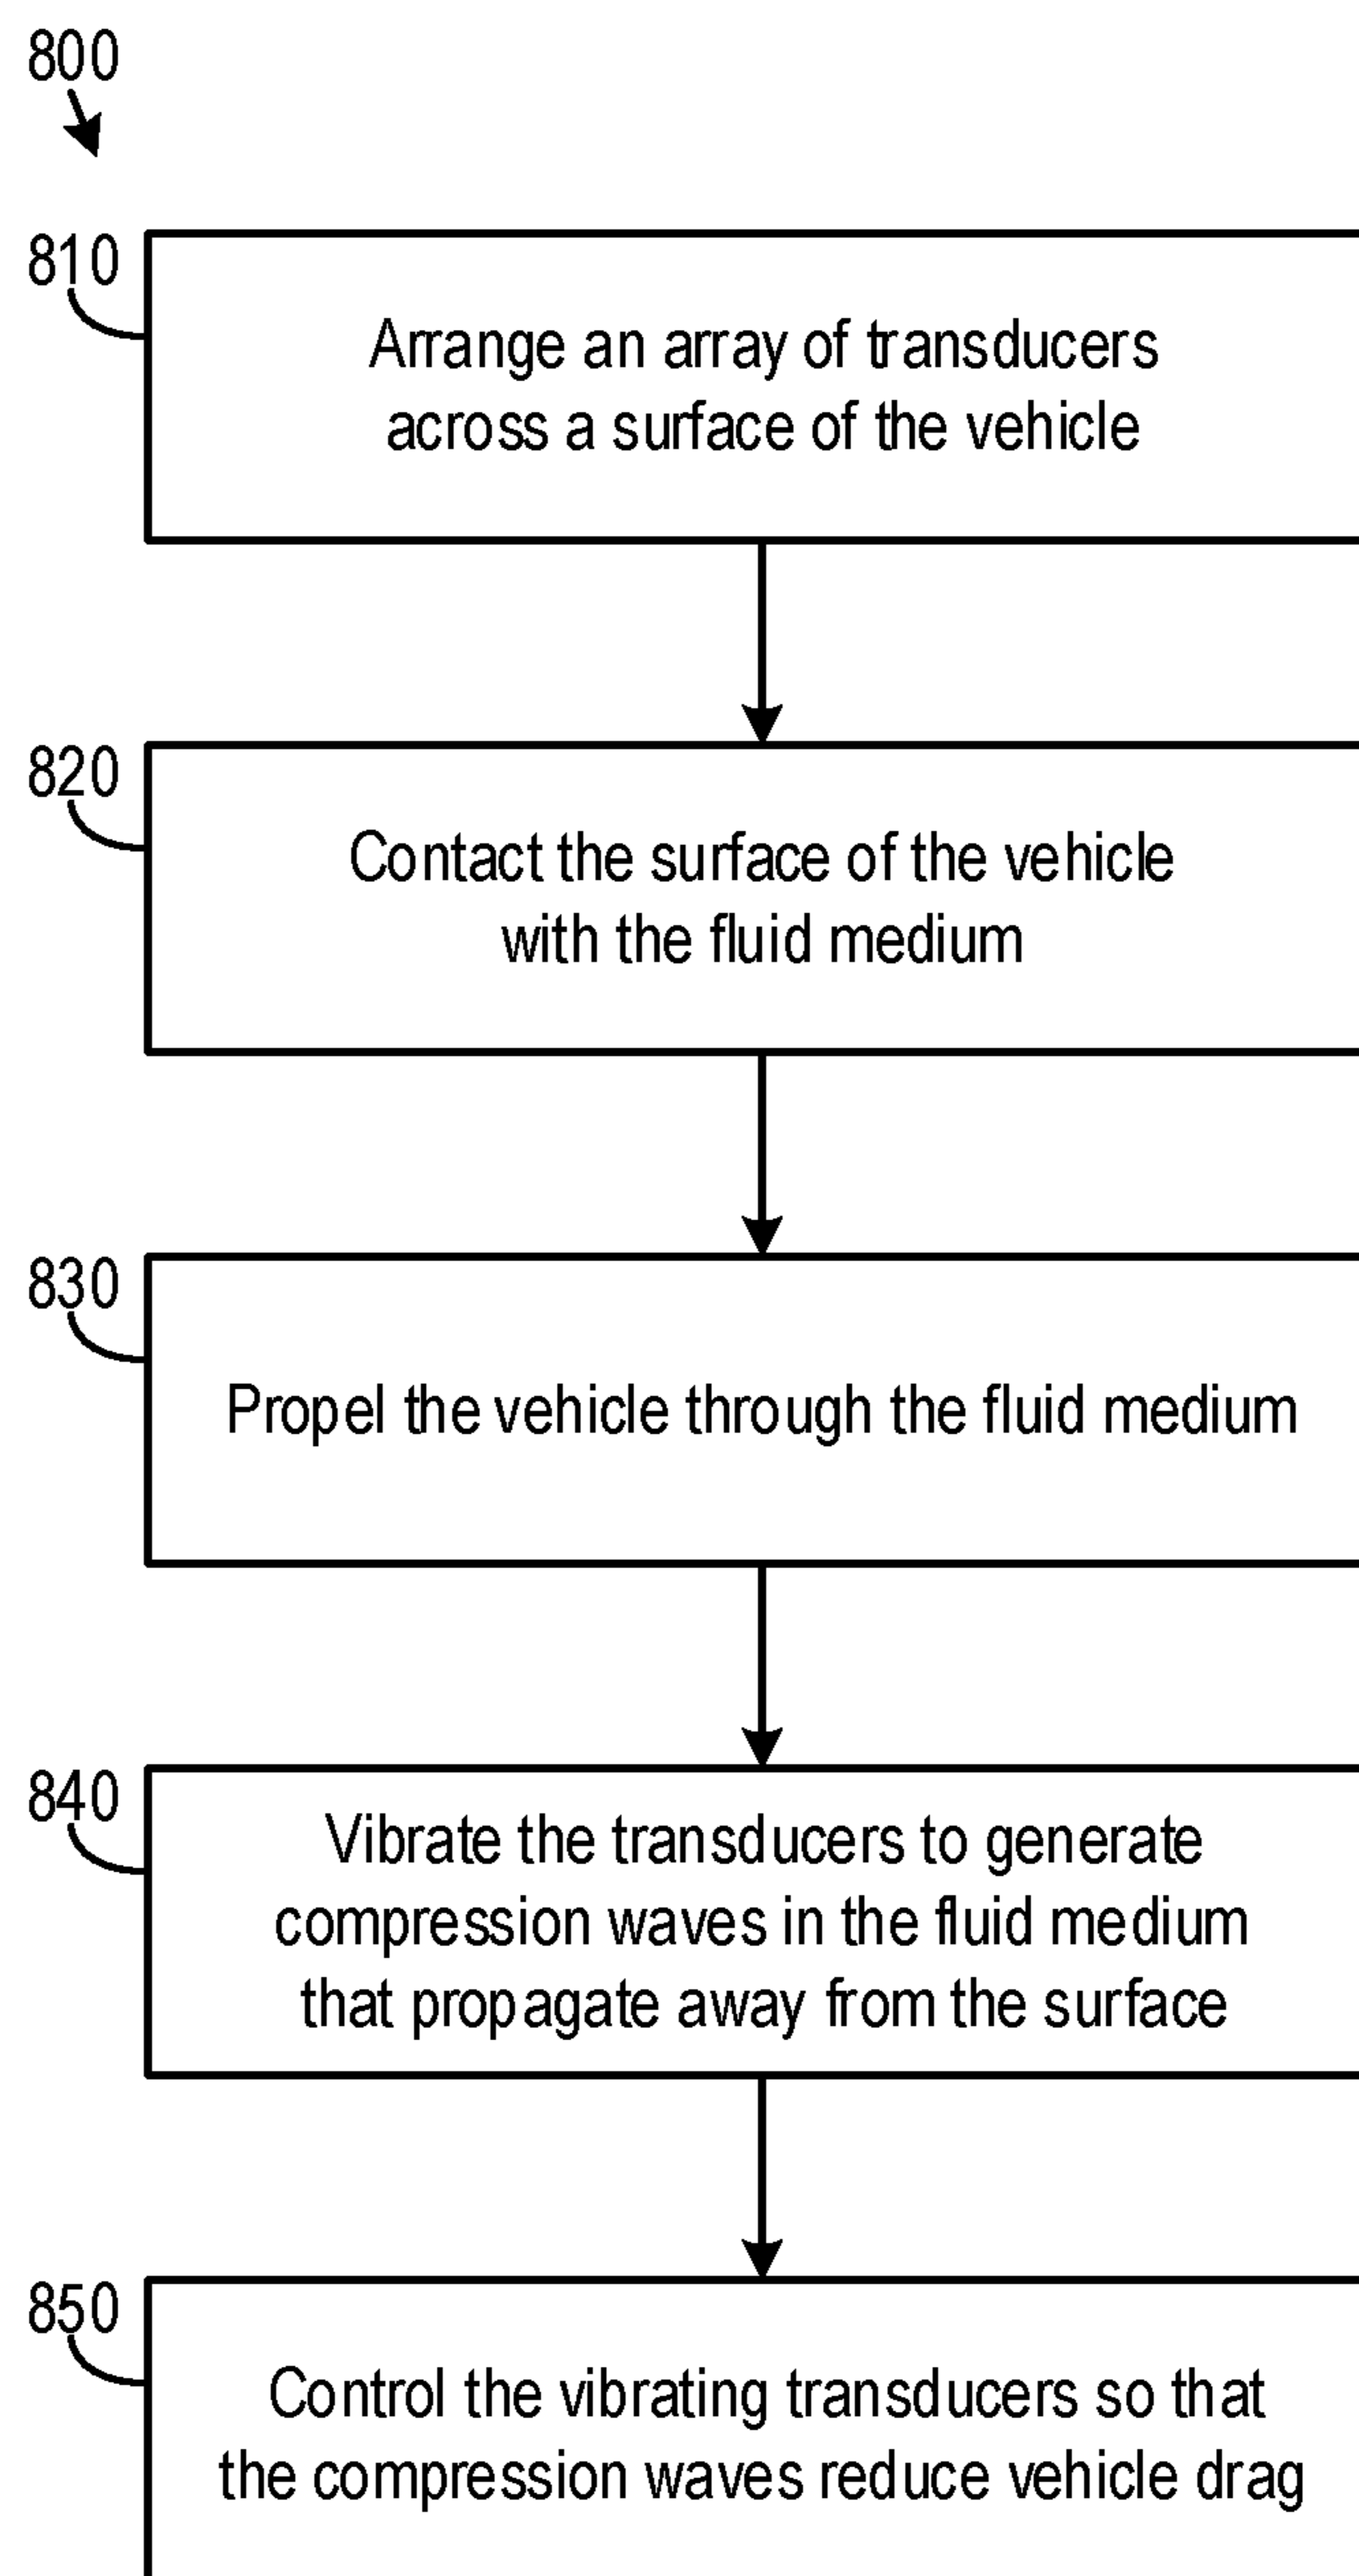 800
810
Arrange an array of transducers
across a surface of the vehicle
820
Contact the surface of the vehicle
with the fluid medium
830
Propel the vehicle through the fluid medium
840
Vibrate the transducers to generate
compression waves in the fluid medium
that propagate away from the surface
850
Control the vibrating transducers so that
the compression waves reduce vehicle drag